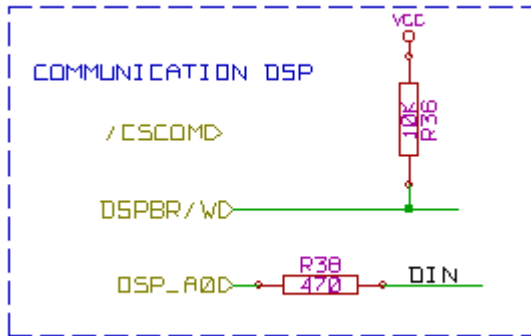 VCC
COMMUNICATION DSP
10K
R36
/CSCOM
DSPBR/W
R38
DSP_A0
470
DIN